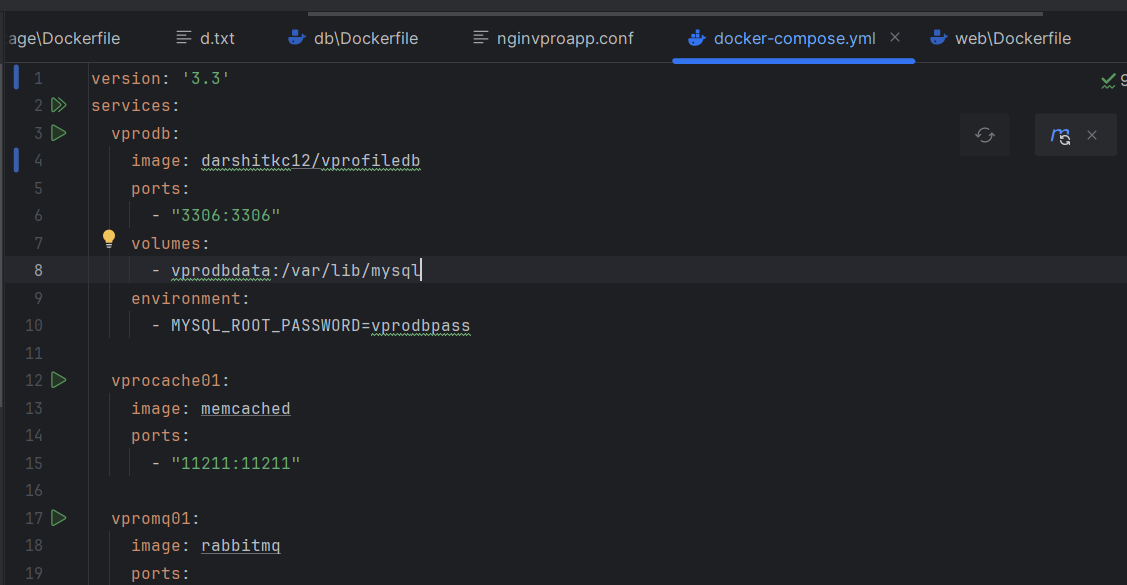 age\Dockerfile d.txt db\Dockerfile nginvproapp.conf docker-compose.yml web\Dockerfile
1 version: '3.3'
9
2 services:
3 vprodb:
4 image: darshitkc12/vprofiledb
5 ports:
6 - "3306:3306"
7 volumes:
8 - vprodbdata:/var/lib/mysql
9 environment:
10 - MYSQL_ROOT_PASSWORD=vprodbpass
11
12 vprocache01:
13 image: memcached
14 ports:
15 - "11211:11211"
16
17 vpromq01:
18 image: rabbitmq
19 ports: